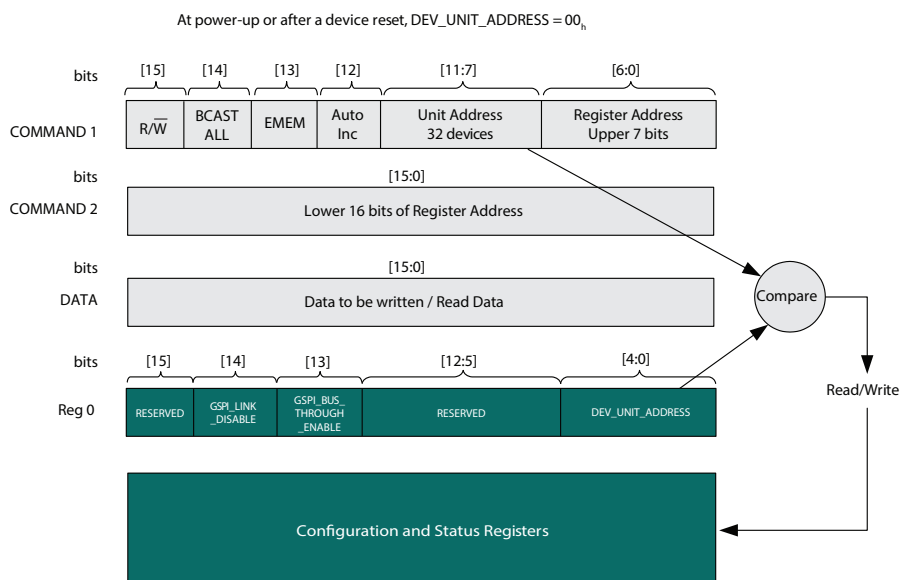 At power-up or after a device reset, DEV_UNIT_ADDRESS = 00h
bits [15] [14] [13] [12] [11:7] [6:0]
COMMAND 1
R/W
BCAST
ALL
EMEM
Auto
Inc
Unit Address
32 devices
Register Address
Upper 7 bits
bits [15:0]
COMMAND 2
Lower 16 bits of Register Address
bits [15:0]
DATA
Data to be written / Read Data
Compare
bits [15] [14] [13] [12:5] [4:0]
Read/Write
Reg 0
RESERVED
GSPI_LINK
_DISABLE
GSPI_BUS_
THROUGH
_ENABLE
RESERVED
DEV_UNIT_ADDRESS
Configuration and Status Registers